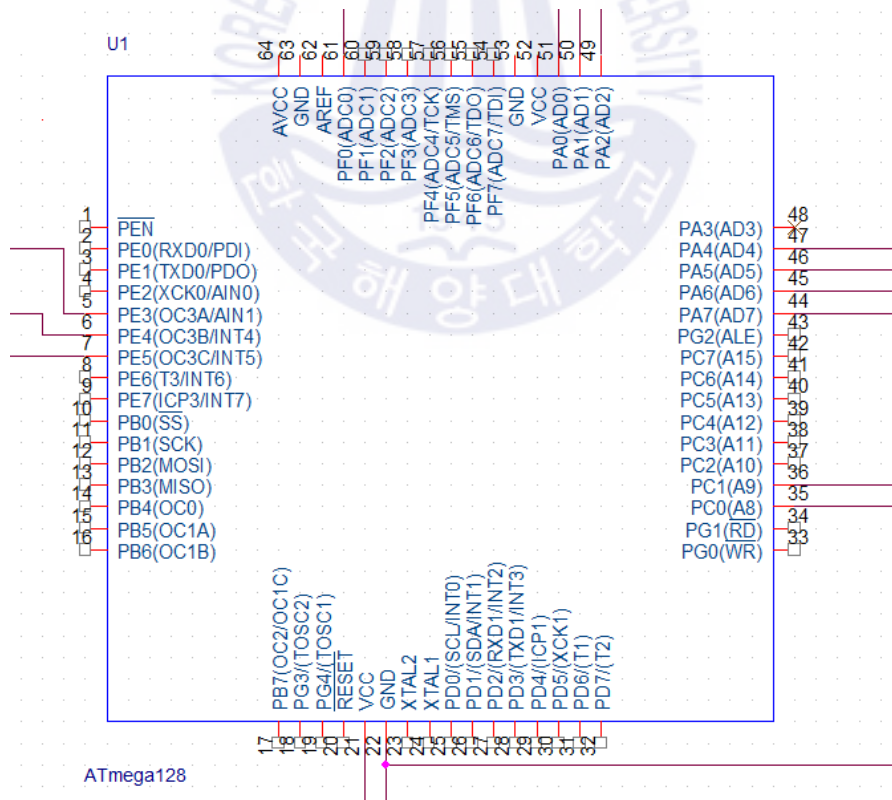 U1
64 63 62 61 60 59 58 57 56 55 54 53 52 51 50 49
AVCC
GND
AREF
PF0(ADC0)
PF1(ADC1)
PF2(ADC2)
PF3(ADC3)
PF4(ADC4/TCK)
PF5(ADC5/TMS)
PF6(ADC6/TDO)
PF7(ADC7/TDI)
GND
VCC
PA0(AD0)
PA1(AD1)
PA2(AD2)
1 PEN
2 PE0(RXD0/PDI)
3 PE1(TXD0/PDO)
4 PE2(XCK0/AIN0)
5 PE3(OC3A/AIN1)
6 PE4(OC3B/INT4)
7 PE5(OC3C/INT5)
8 PE6(T3/INT6)
9 PE7(ICP3/INT7)
10 PB0(SS)
11 PB1(SCK)
12 PB2(MOSI)
13 PB3(MISO)
14 PB4(OC0)
15 PB5(OC1A)
16 PB6(OC1B)
PA3(AD3) 48
PA4(AD4) 47
PA5(AD5) 46
PA6(AD6) 45
PA7(AD7) 44
PG2(ALE) 43
PC7(A15) 42
PC6(A14) 41
PC5(A13) 40
PC4(A12) 39
PC3(A11) 38
PC2(A10) 37
PC1(A9) 36
PC0(A8) 35
PG1(RD) 34
PG0(WR) 33
PB7(OC2/OC1C)
PG3/(TOSC2)
PG4/(TOSC1)
RESET
VCC
GND
XTAL2
XTAL1
PD0/(SCL/INT0)
PD1/(SDA/INT1)
PD2/(RXD1/INT2)
PD3/(TXD1/INT3)
PD4/(ICP1)
PD5/(XCK1)
PD6/(T1)
PD7/(T2)
17 18 19 20 21 22 23 24 25 26 27 28 29 30 31 32
ATmega128
한국해양대학교
1945